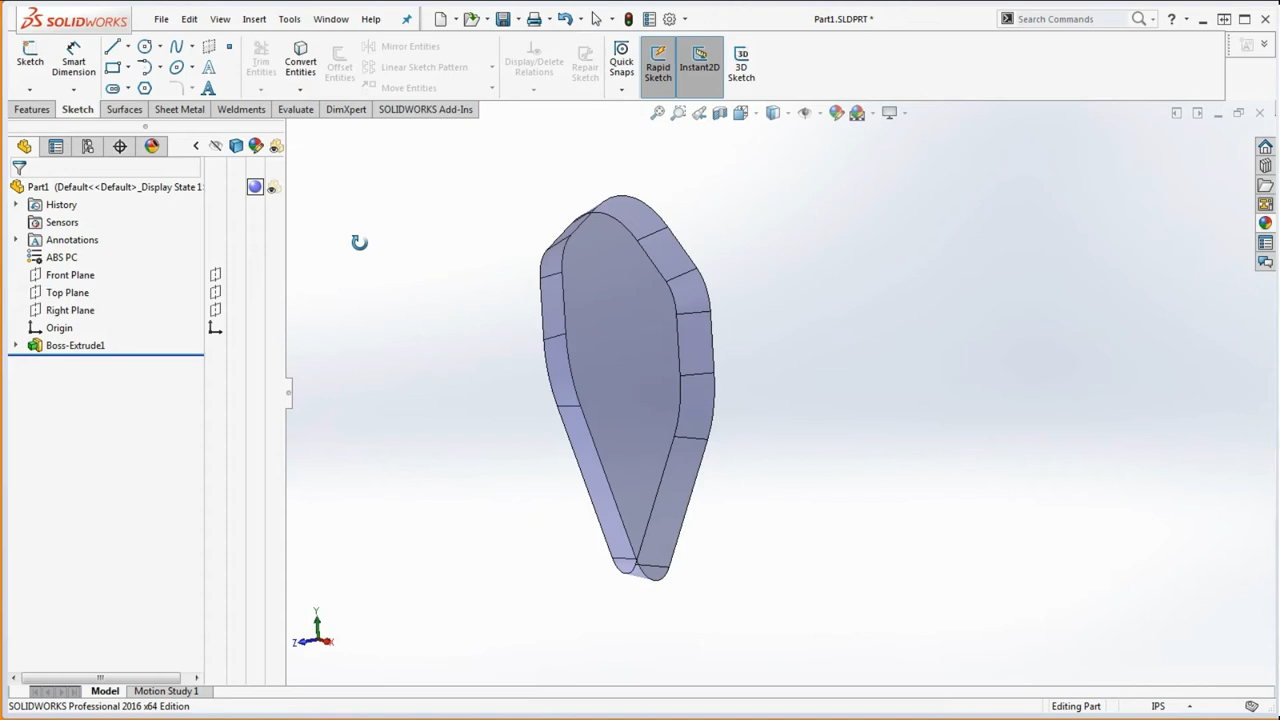 SOLIDWORKS File Edit View Insert Tools Window Help Part1.SLDPRT * Search Commands
Sketch Smart Dimension Trim Entities Convert Entities Offset Entities Mirror Entities Linear Sketch Pattern Move Entities Display/Delete Relations Repair Sketch Quick Snaps Rapid Sketch Instant2D 3D Sketch
Features Sketch Surfaces Sheet Metal Weldments Evaluate DimXpert SOLIDWORKS Add-Ins
Part1 (Default<<Default>_Display State 1
History
Sensors
Annotations
ABS PC
Front Plane
Top Plane
Right Plane
Origin
Boss-Extrude1
Y
Z X
Model Motion Study 1
SOLIDWORKS Professional 2016 x64 Edition Editing Part IPS